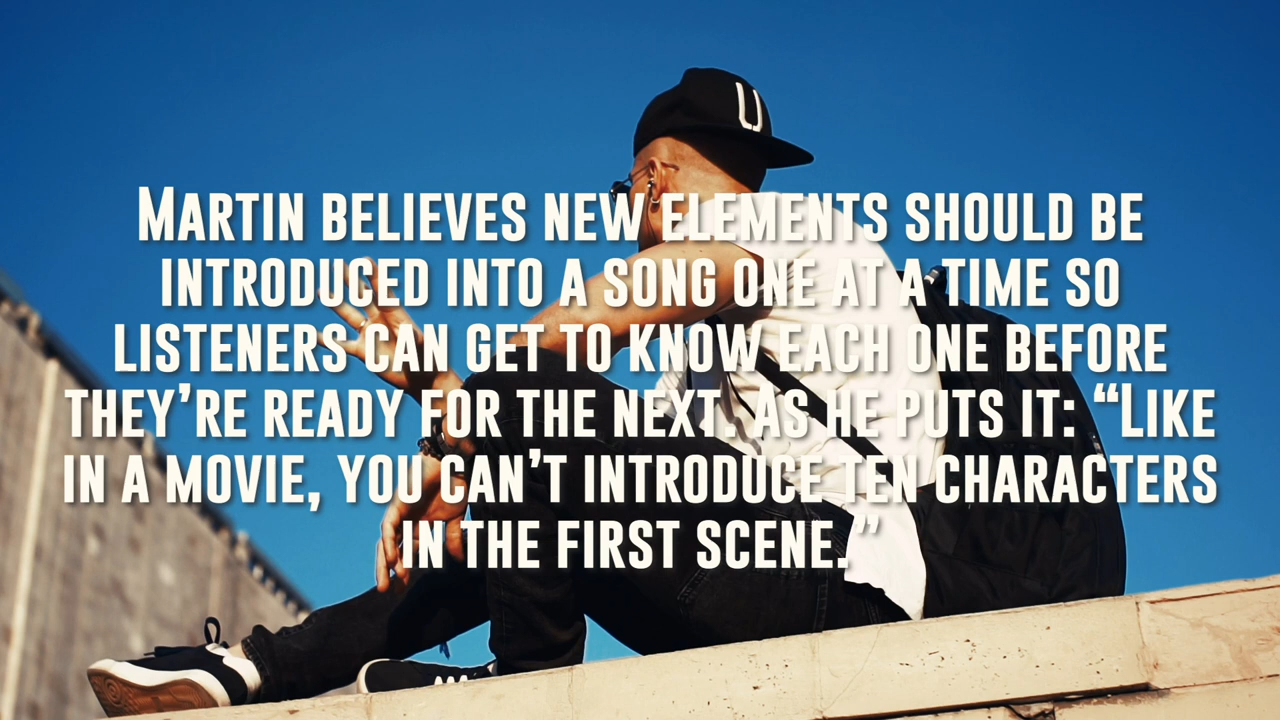 U
Martin believes new elements should be
introduced into a song one at a time so
listeners can get to know each one before
they’re ready for the next. As he puts it: “Like
in a movie, you can’t introduce ten characters
in the first scene.”